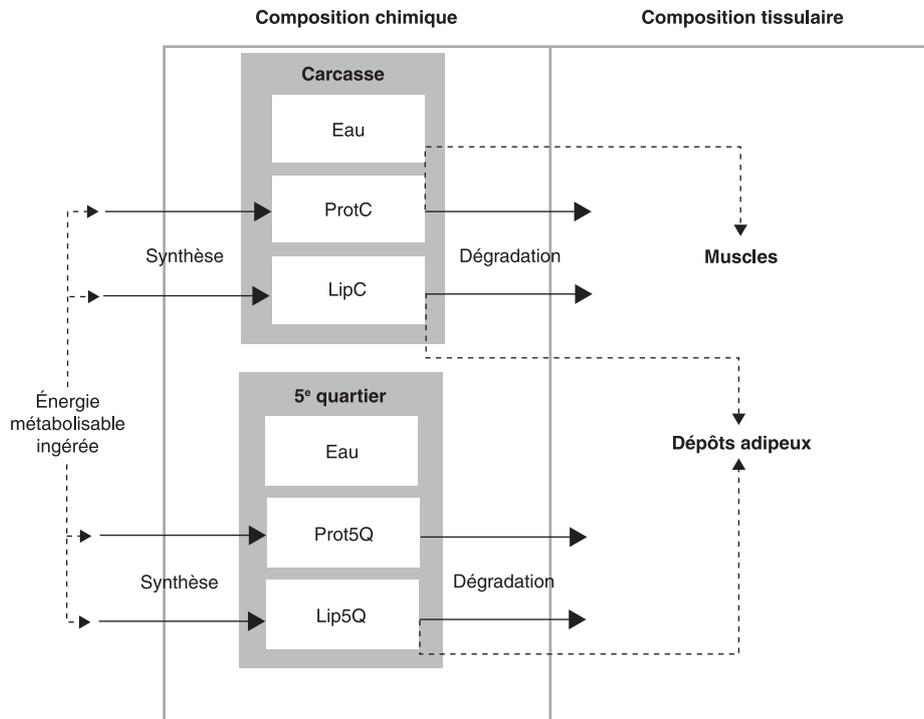 Composition chimique
Composition tissulaire
Carcasse
Eau
ProtC
Synthèse
Dégradation
Muscles
LipC
5e quartier
Énergie
métabolisable
ingérée
Eau
Dépôts adipeux
Prot5Q
Synthèse
Dégradation
Lip5Q